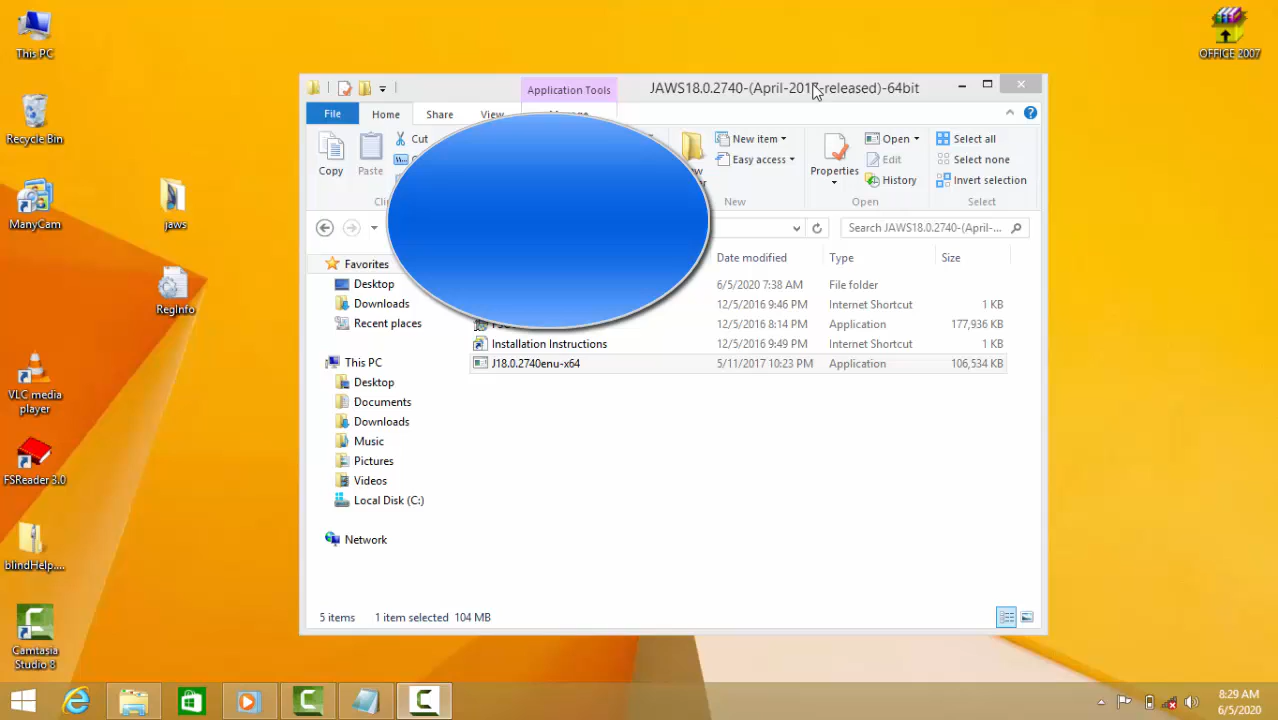 This PC
Recycle Bin
ManyCam
jaws
RegInfo
VLC media
player
FSReader 3.0
blindHelp....
Camtasia
Studio 8
OFFICE 2007
Application Tools
JAWS18.0.2740-(April-2017-released)-64bit
File
Home
Share
View
Copy
Paste
Cut
New item
Easy access
Properties
Open
Edit
History
Select all
Select none
Invert selection
New
Open
Select
Search JAWS18.0.2740-(April-...
Date modified
Type
Size
6/5/2020 7:38 AM
File folder
12/5/2016 9:46 PM
Internet Shortcut
1 KB
12/5/2016 8:14 PM
Application
177,936 KB
Installation Instructions
12/5/2016 9:49 PM
Internet Shortcut
1 KB
J18.0.2740enu-x64
5/11/2017 10:23 PM
Application
106,534 KB
Favorites
Desktop
Downloads
Recent places
This PC
Desktop
Documents
Downloads
Music
Pictures
Videos
Local Disk (C:)
Network
5 items
1 item selected 104 MB
8:29 AM
6/5/2020